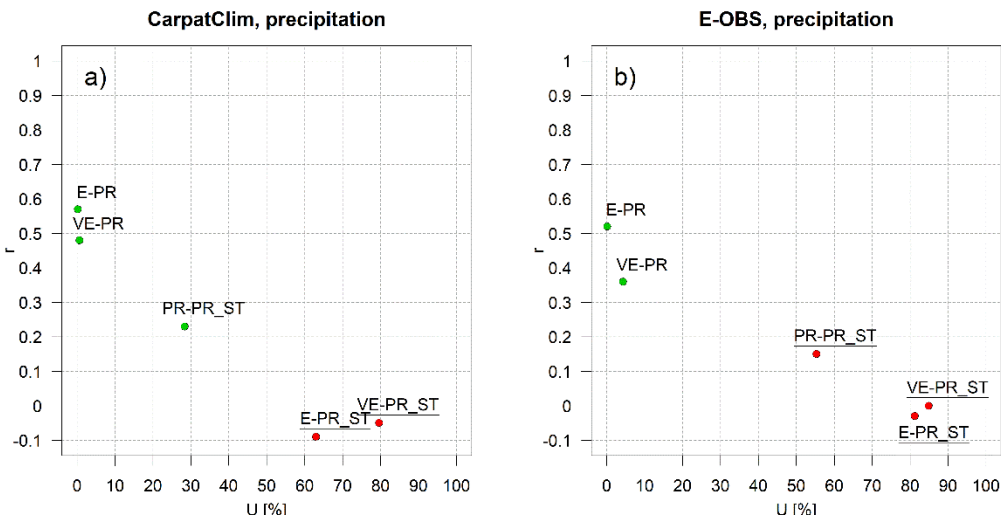 CarpatClim, precipitation
a)
1
0.9
0.8
0.7
0.6
0.5
0.4
0.3
0.2
0.1
0
-0.1
r
E-PR
VE-PR
PR-PR_ST
VE-PR_ST
E-PR_ST
0 10 20 30 40 50 60 70 80 90 100
U [%]
E-OBS, precipitation
b)
1
0.9
0.8
0.7
0.6
0.5
0.4
0.3
0.2
0.1
0
-0.1
r
E-PR
VE-PR
PR-PR_ST
VE-PR_ST
E-PR_ST
0 10 20 30 40 50 60 70 80 90 100
U [%]